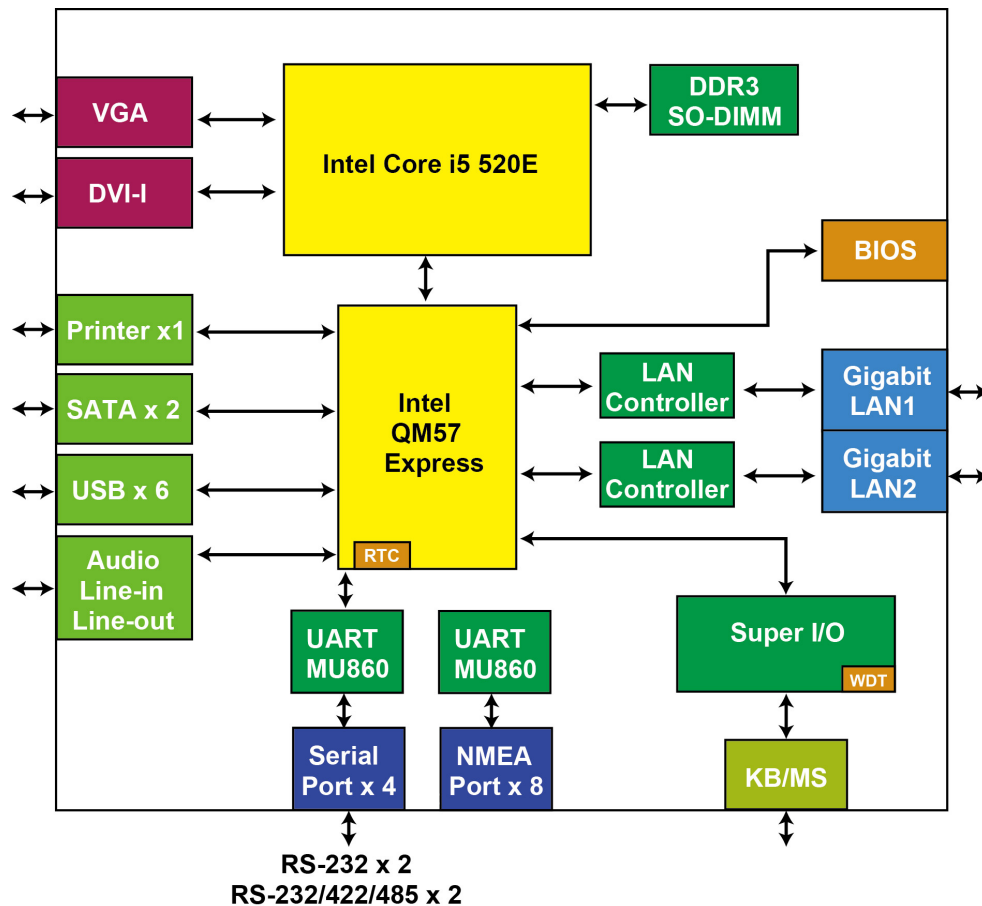 VGA
DVI-I
Intel Core i5 520E
DDR3
SO-DIMM
BIOS
Printer x1
SATA x 2
USB x 6
Audio
Line-in
Line-out
Intel
QM57
Express
RTC
LAN
Controller
Gigabit
LAN1
LAN
Controller
Gigabit
LAN2
UART
MU860
UART
MU860
Super I/O
WDT
Serial
Port x 4
NMEA
Port x 8
KB/MS
RS-232 x 2
RS-232/422/485 x 2